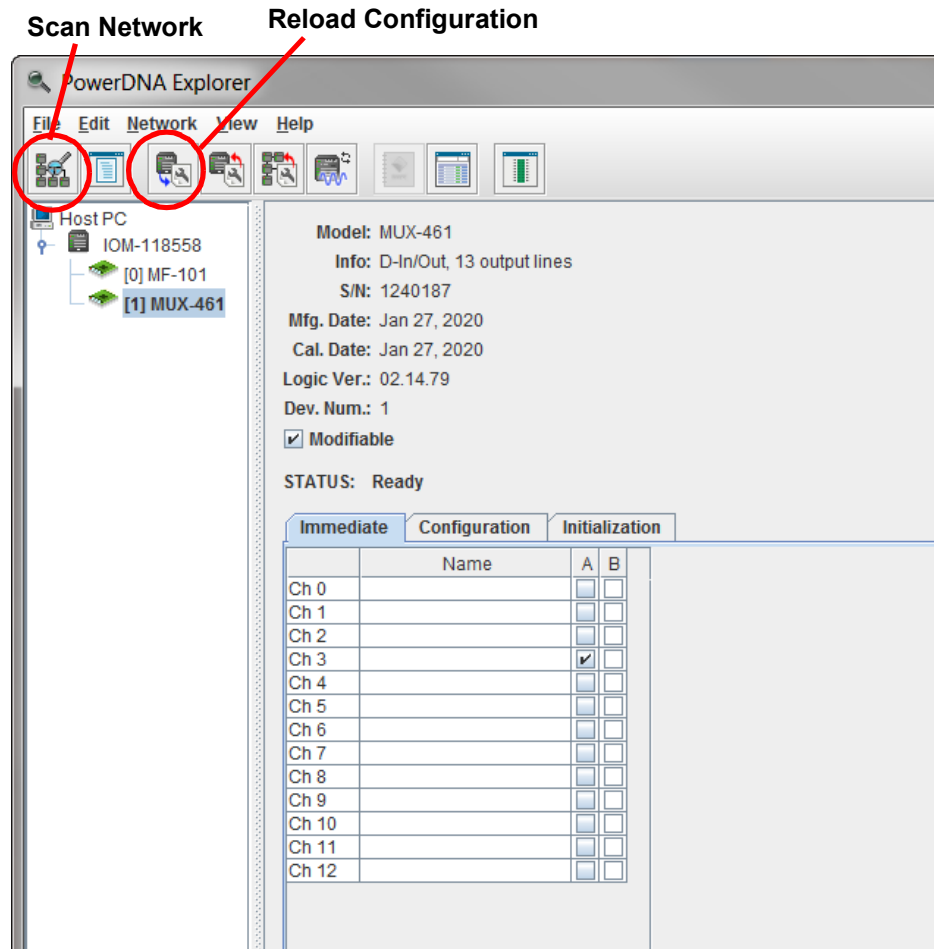 Scan Network
Reload Configuration
PowerDNA Explorer
File Edit Network View Help
Host PC
IOM-118558
[0] MF-101
[1] MUX-461
Model: MUX-461
Info: D-In/Out, 13 output lines
S/N: 1240187
Mfg. Date: Jan 27, 2020
Cal. Date: Jan 27, 2020
Logic Ver.: 02.14.79
Dev. Num.: 1
Modifiable
STATUS: Ready
Immediate Configuration Initialization
Name A B
Ch 0
Ch 1
Ch 2
Ch 3
Ch 4
Ch 5
Ch 6
Ch 7
Ch 8
Ch 9
Ch 10
Ch 11
Ch 12